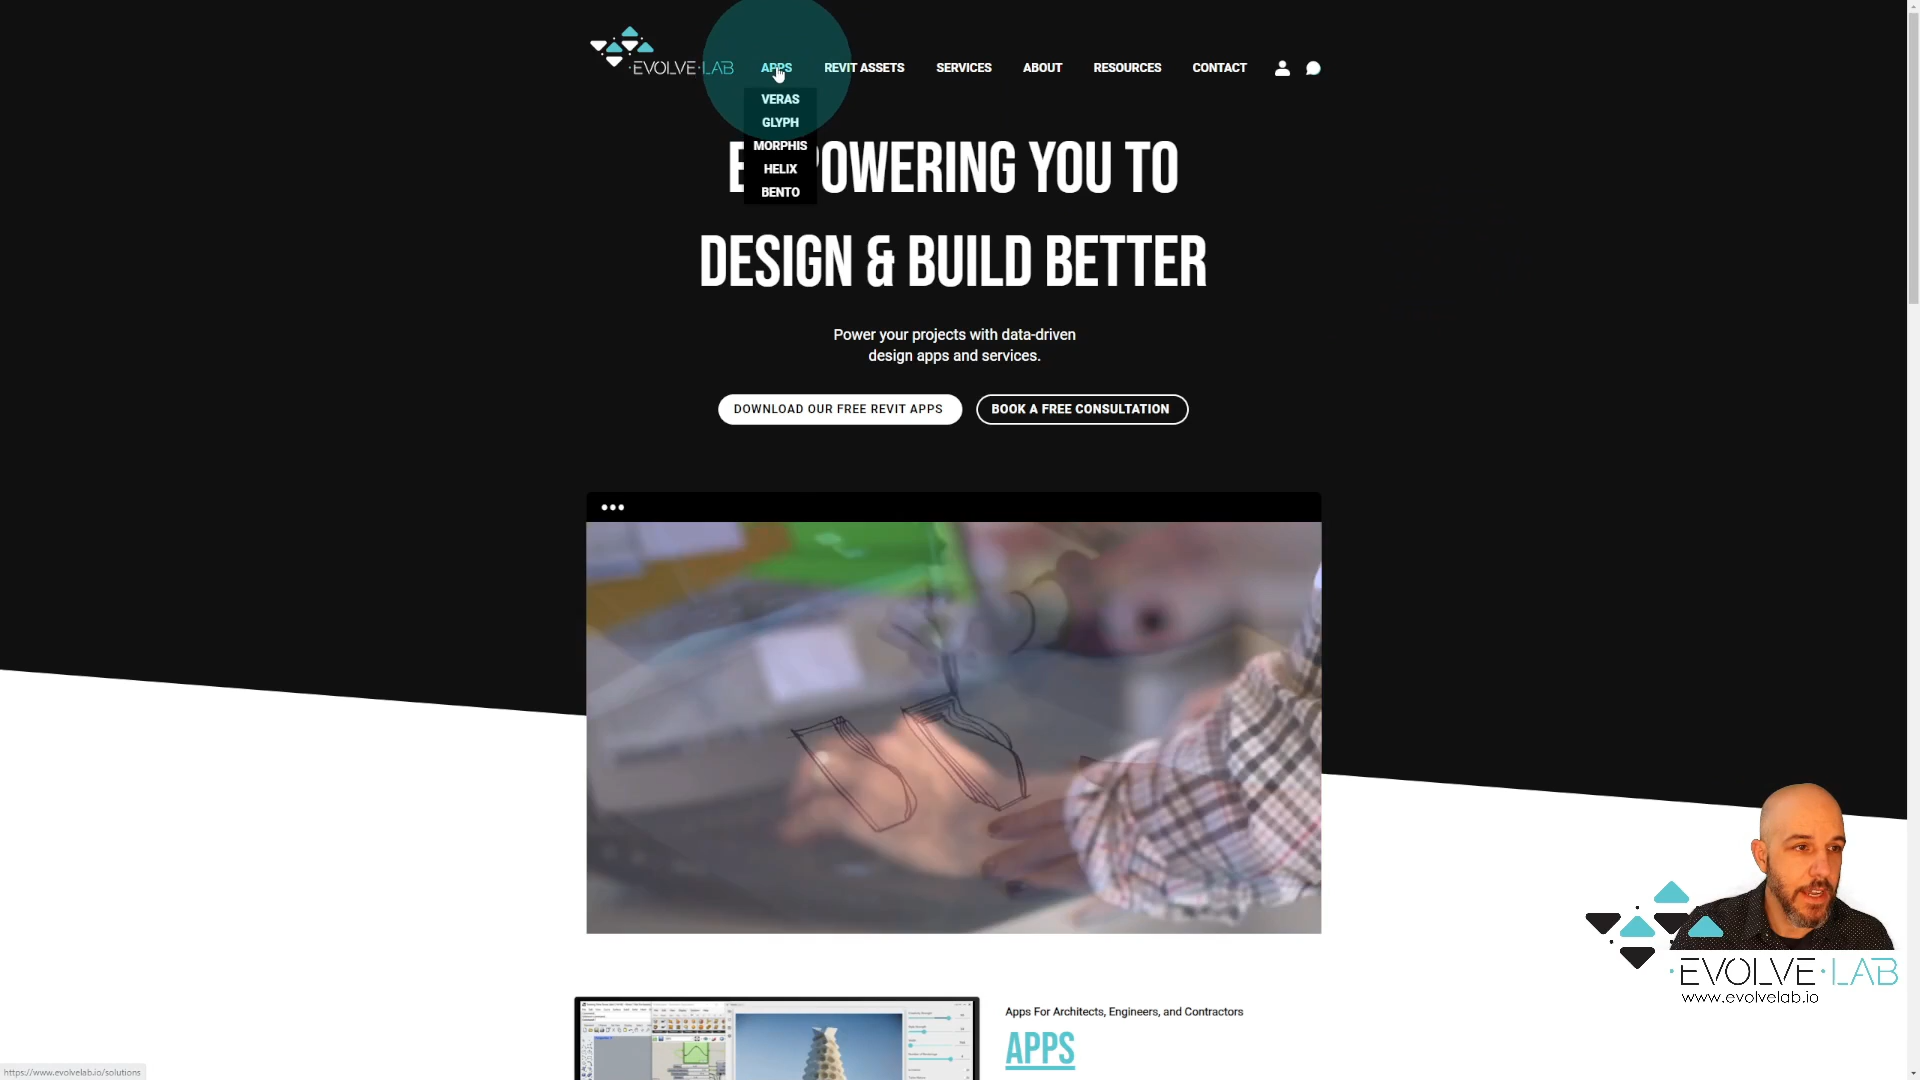 EVOLVE LAB
APPS
REVIT ASSETS
SERVICES
ABOUT
RESOURCES
CONTACT
VERAS
GLYPH
MORPHIS
HELIX
BENTO
POWERING YOU TO
DESIGN & BUILD BETTER
Power your projects with data-driven
design apps and services.
DOWNLOAD OUR FREE REVIT APPS
BOOK A FREE CONSULTATION
Apps For Architects, Engineers, and Contractors
APPS
EVOLVE LAB
www.evolvelab.io
https://www.evolvelab.io/solutions